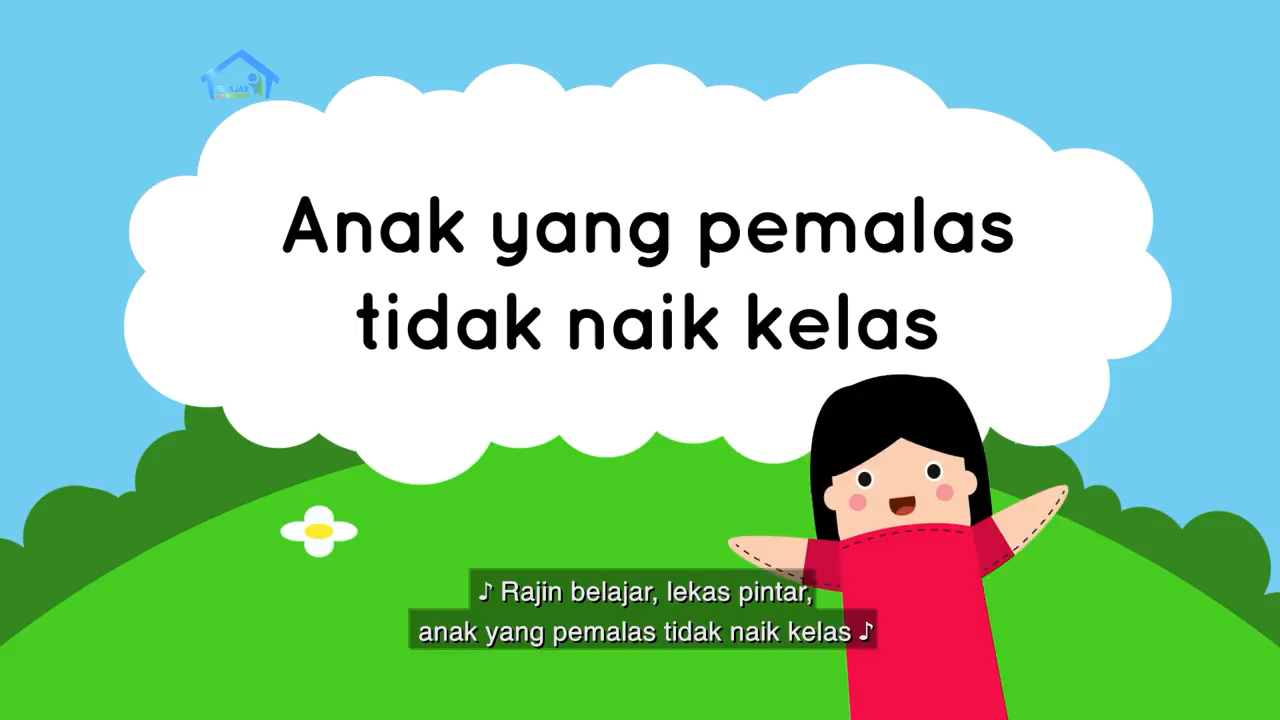 Anak yang pemalas
tidak naik kelas
♪ Rajin belajar, lekas pintar,
anak yang pemalas tidak naik kelas ♪